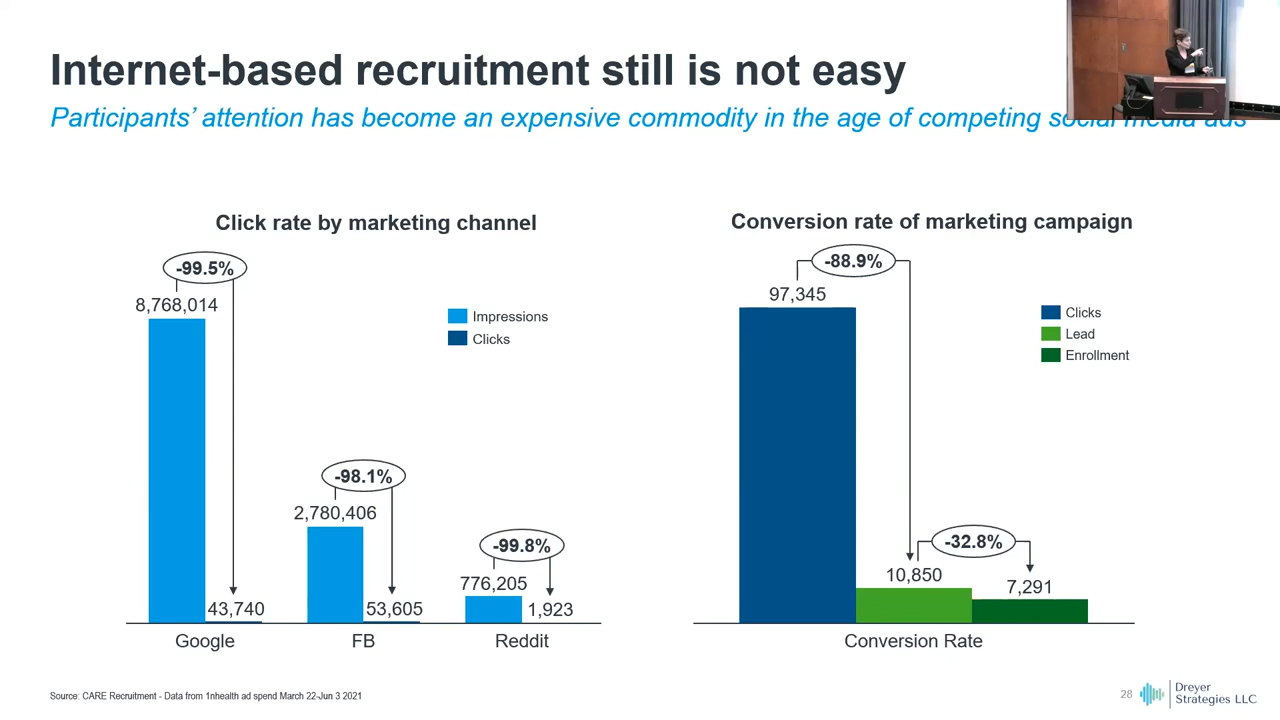 Internet-based recruitment still is not easy
Participants' attention has become an expensive commodity in the age of competing social media ads
Click rate by marketing channel
-99.5%
8,768,014
43,740
-98.1%
2,780,406
53,605
-99.8%
776,205
1,923
Impressions
Clicks
Google
FB
Reddit
Conversion rate of marketing campaign
-88.9%
97,345
10,850
-32.8%
7,291
Clicks
Lead
Enrollment
Conversion Rate
Source: CARE Recruitment - Data from 1nhealth ad spend March 22-Jun 3 2021
28
Dreyer
Strategies LLC